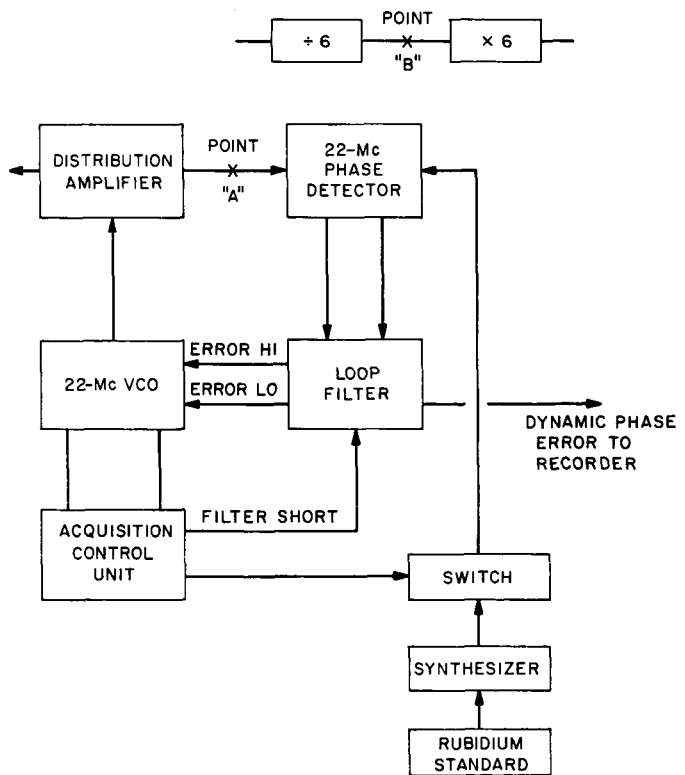 POINT
÷ 6
× 6
"B"
DISTRIBUTION
AMPLIFIER
POINT
"A"
22-Mc
PHASE
DETECTOR
ERROR HI
22-Mc VCO
ERROR LO
LOOP
FILTER
DYNAMIC PHASE
ERROR TO
RECORDER
FILTER SHORT
ACQUISITION
CONTROL
UNIT
SWITCH
SYNTHESIZER
RUBIDIUM
STANDARD